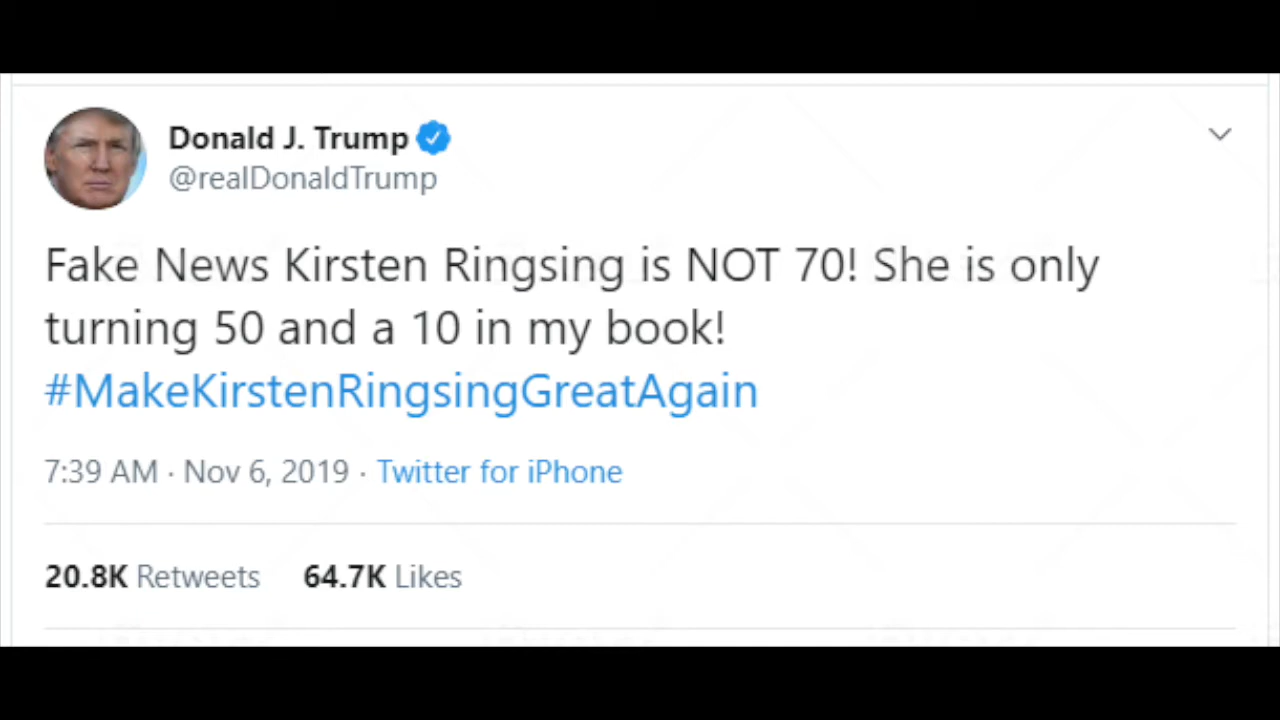 Donald J. Trump
@realDonaldTrump
Fake News Kirsten Ringsing is NOT 70! She is only
turning 50 and a 10 in my book!
#MakeKirstenRingsingGreatAgain
7:39 AM · Nov 6, 2019 · Twitter for iPhone
20.8K Retweets 64.7K Likes